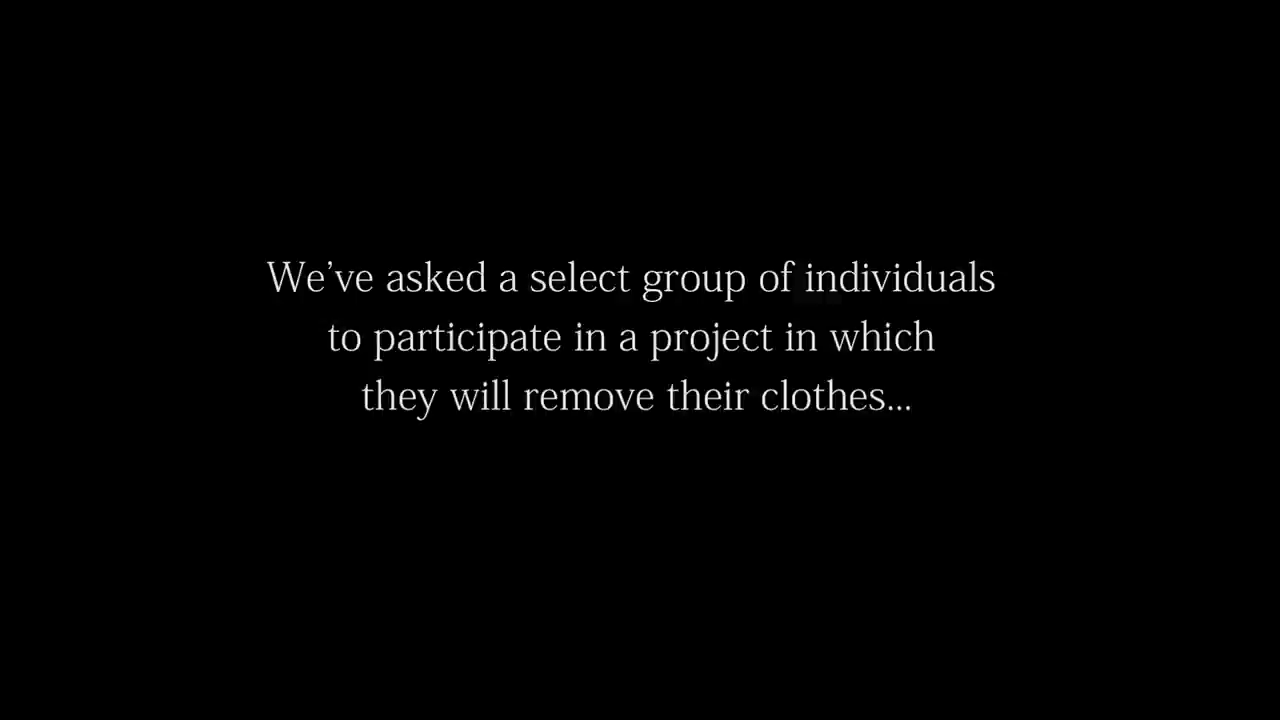 We’ve asked a select group of individuals
to participate in a project in which
they will remove their clothes...